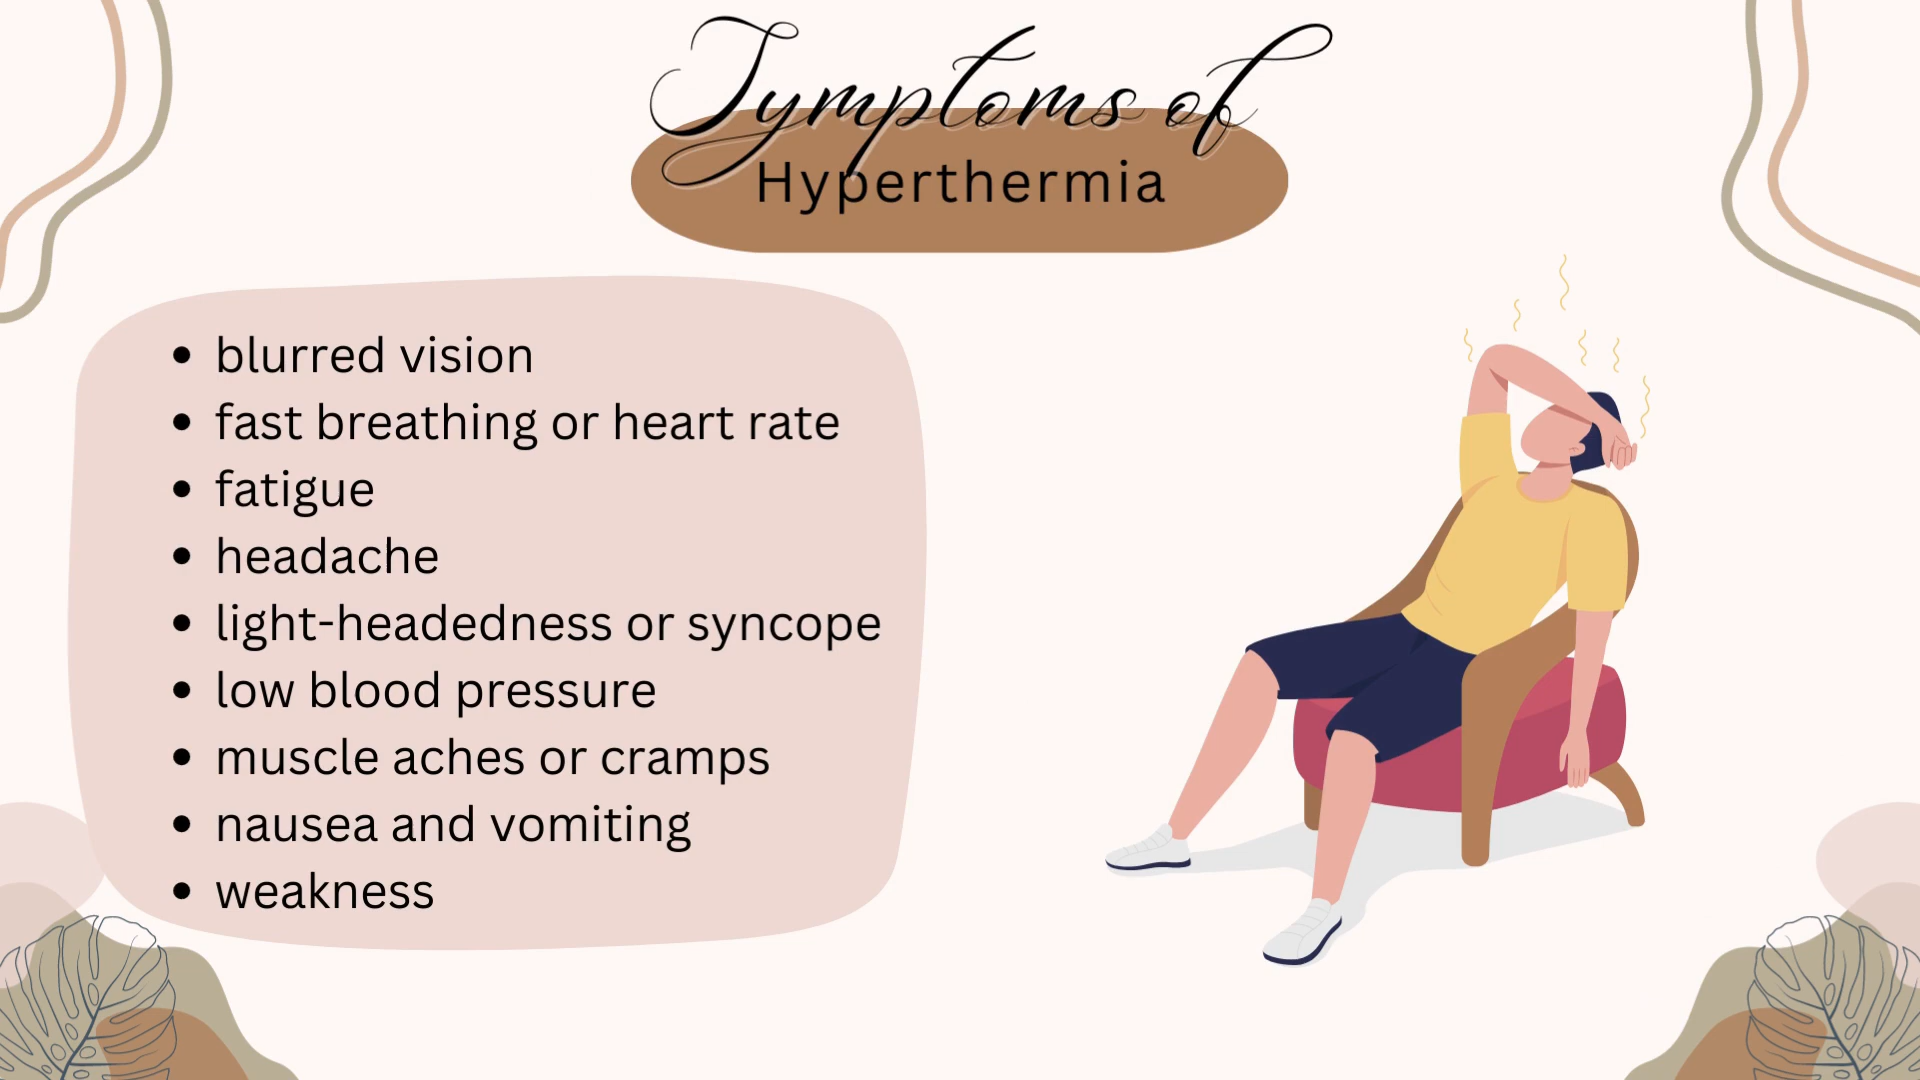 Symptoms of
Hyperthermia
• blurred vision
• fast breathing or heart rate
• fatigue
• headache
• light-headedness or syncope
• low blood pressure
• muscle aches or cramps
• nausea and vomiting
• weakness